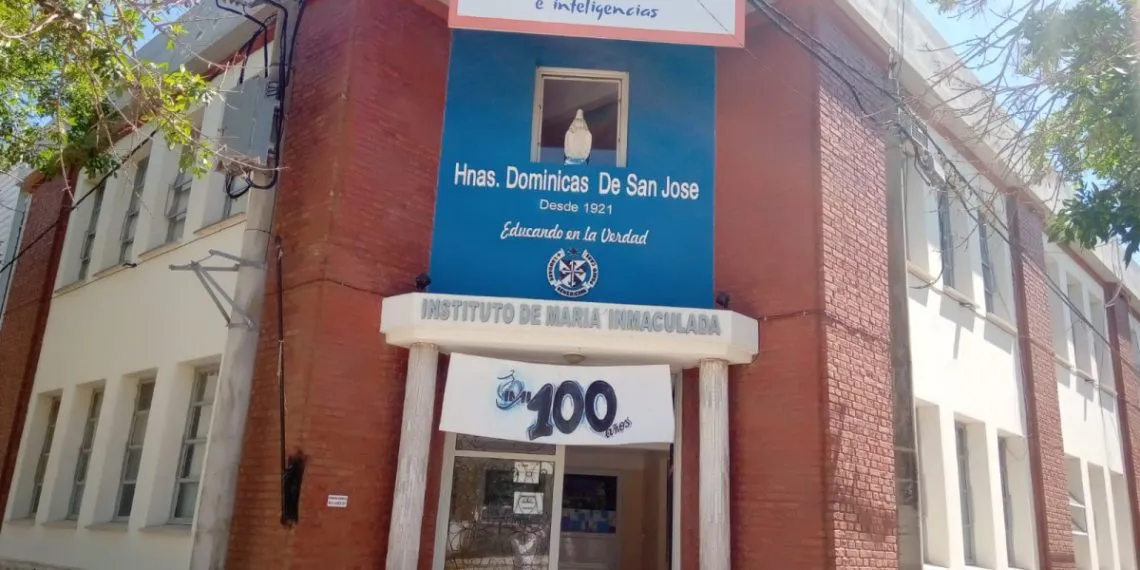 e inteligencias
Hnas. Dominicas De San Jose
Desde 1921
Educando en la Verdad
INSTITUTO DE MARIA INMACULADA
100
años